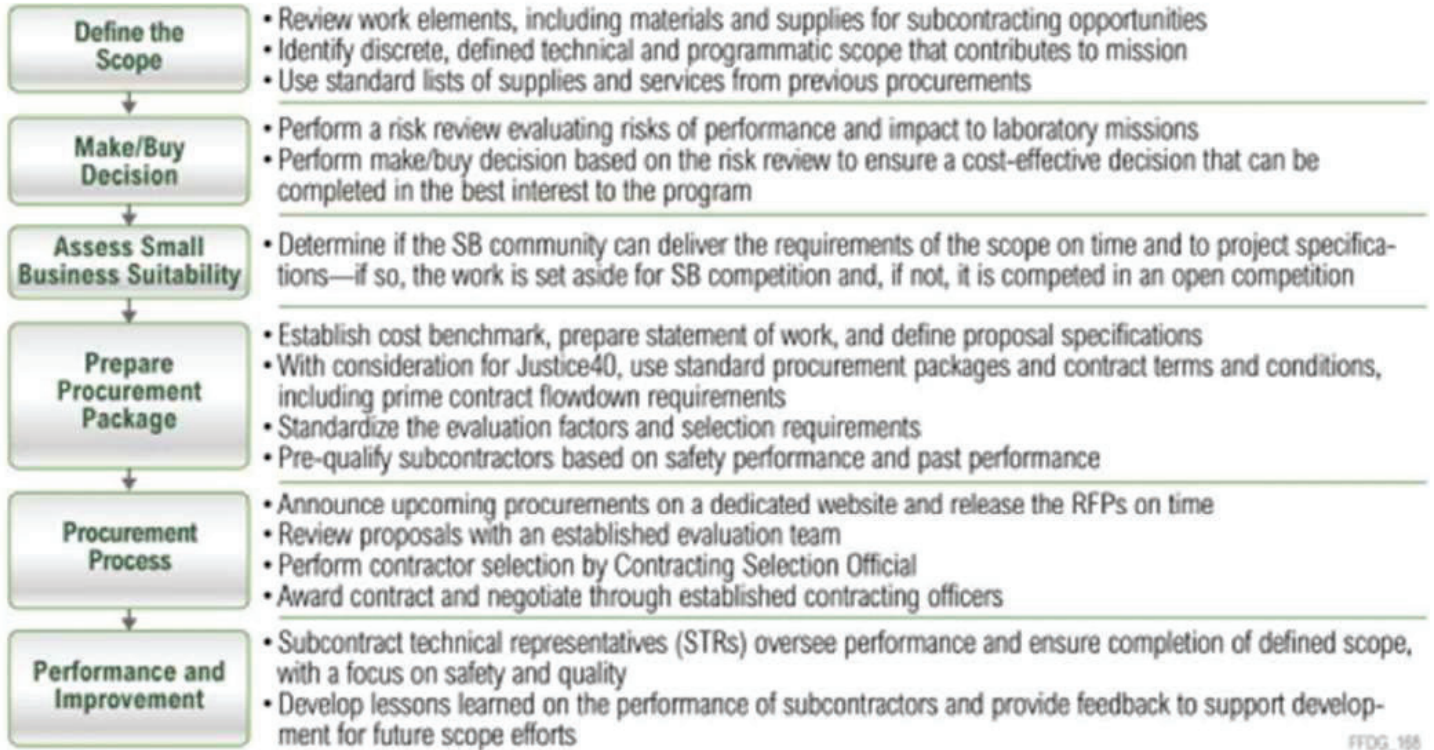 Define the
Scope
• Review work elements, including materials and supplies for subcontracting opportunities
• Identify discrete, defined technical and programmatic scope that contributes to mission
• Use standard lists of supplies and services from previous procurements
Make/Buy
Decision
• Perform a risk review evaluating risks of performance and impact to laboratory missions
• Perform make/buy decision based on the risk review to ensure a cost-effective decision that can be
completed in the best interest to the program
Assess Small
Business Suitability
• Determine if the SB community can deliver the requirements of the scope on time and to project specifica-
tions—if so, the work is set aside for SB competition and, if not, it is competed in an open competition
Prepare
Procurement
Package
• Establish cost benchmark, prepare statement of work, and define proposal specifications
• With consideration for Justice40, use standard procurement packages and contract terms and conditions,
including prime contract flowdown requirements
• Standardize the evaluation factors and selection requirements
• Pre-qualify subcontractors based on safety performance and past performance
Procurement
Process
• Announce upcoming procurements on a dedicated website and release the RFPs on time
• Review proposals with an established evaluation team
• Perform contractor selection by Contracting Selection Official
• Award contract and negotiate through established contracting officers
Performance and
Improvement
• Subcontract technical representatives (STRs) oversee performance and ensure completion of defined scope,
with a focus on safety and quality
• Develop lessons learned on the performance of subcontractors and provide feedback to support develop-
ment for future scope efforts
FFDG_168